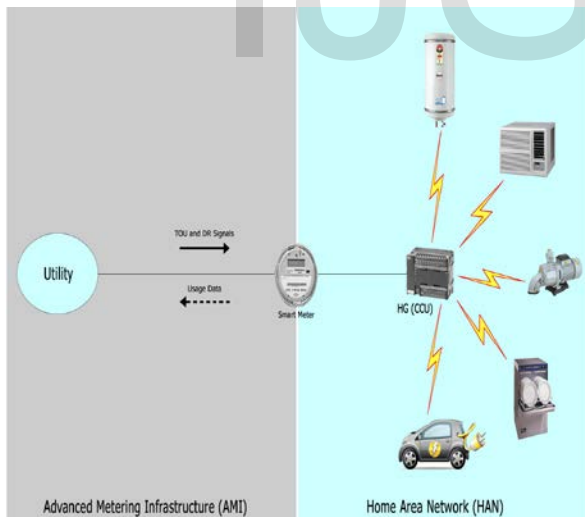 TOU and DR Signals
Utility
Usage Data
Smart Meter
HG (CCU)
Advanced Metering Infrastructure (AMI)
Home Area Network (HAN)